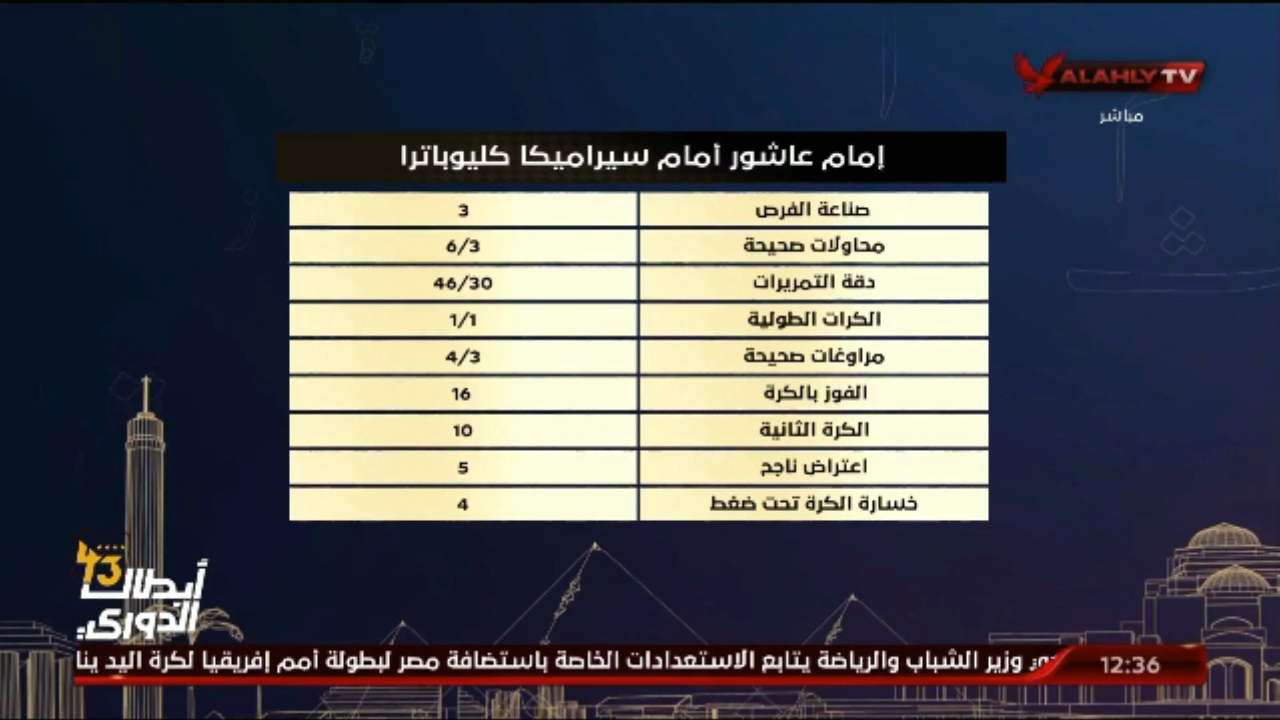 ALAHLY TV
مباشر
إمام عاشور أمام سيراميكا كليوباترا
صناعة الفرص 3
محاولات صحيحة 6/3
دقة التمريرات 46/30
الكرات الطولية 1/1
مراوغات صحيحة 4/3
الفوز بالكرة 16
الكرة الثانية 10
اعتراض ناجح 5
خسارة الكرة تحت ضغط 4
43
أبطال
الدوري
وزير الشباب والرياضة يتابع الاستعدادات الخاصة باستضافة مصر لبطولة أمم إفريقيا لكرة اليد ينا
12:36